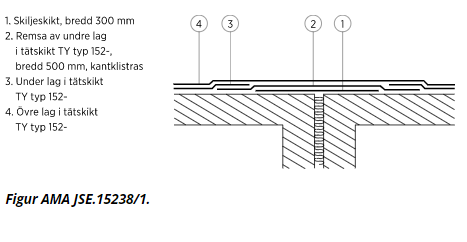 1. Skiljeskikt, bredd 300 mm
2. Remsa av undre lag
i tätskikt TY typ 152-,
bredd 500 mm, kantklistras
3. Under lag i tätskikt
TY typ 152-
4. Övre lag i tätskikt
TY typ 152-
4 3 2 1
Figur AMA JSE.15238/1.